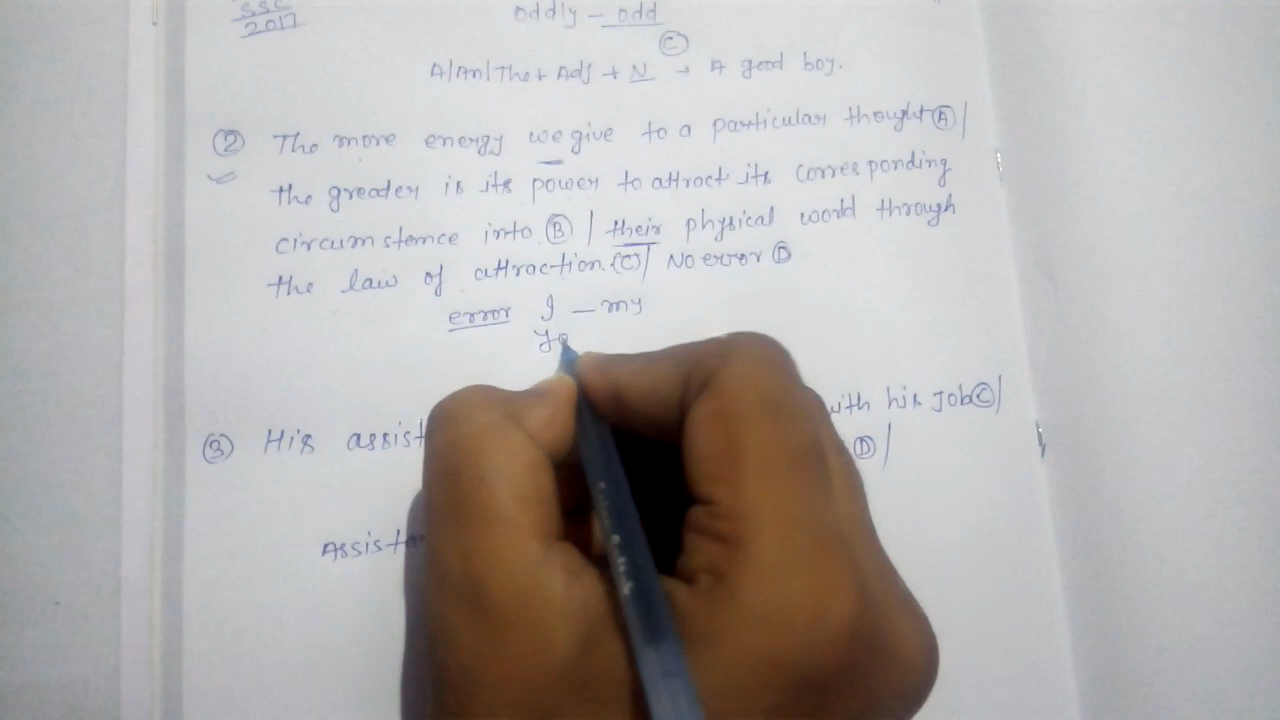 SSC
2017
oddly - odd
C
A/An/The + Adj + N → A good boy.
2 The more energy we give to a particular thought A /
the greater is its power to attract its corresponding
circumstance into B / their physical world through
the law of attraction. (C) / No error D
error I - my
Yo
3 His assist with his Job C /
D /
Assista